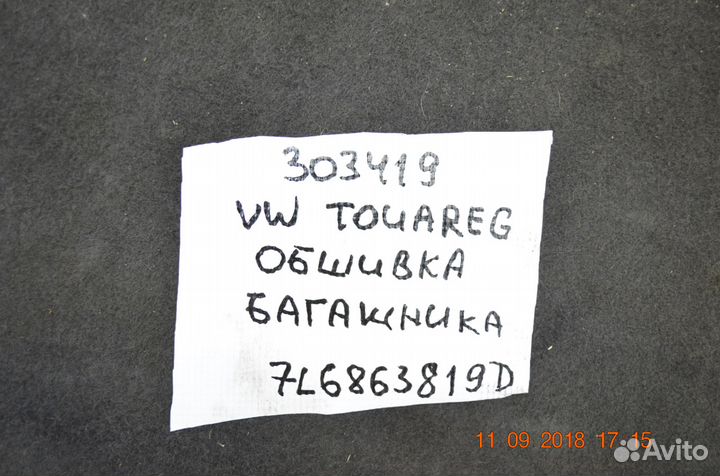 303419
VW TOUAREG
ОБШИВКА
БАГАЖНИКА
7L6863819D
11 09 2018 17 15
Avito